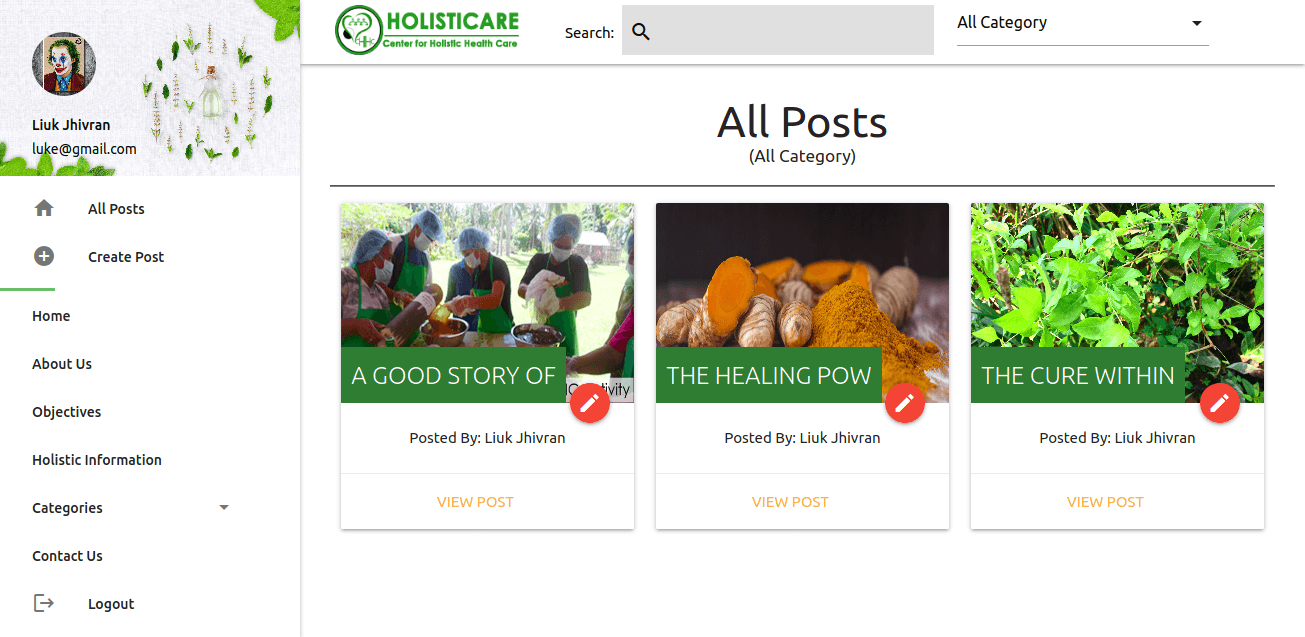 Liuk Jhivran
luke@gmail.com
All Posts
Create Post
Home
About Us
Objectives
Holistic Information
Categories
Contact Us
Logout
HOLISTICARE
Center for Holistic Health Care
Search:
All Category
All Posts
(All Category)
A GOOD STORY OF
THE HEALING POW
THE CURE WITHIN
Posted By: Liuk Jhivran
Posted By: Liuk Jhivran
Posted By: Liuk Jhivran
VIEW POST
VIEW POST
VIEW POST